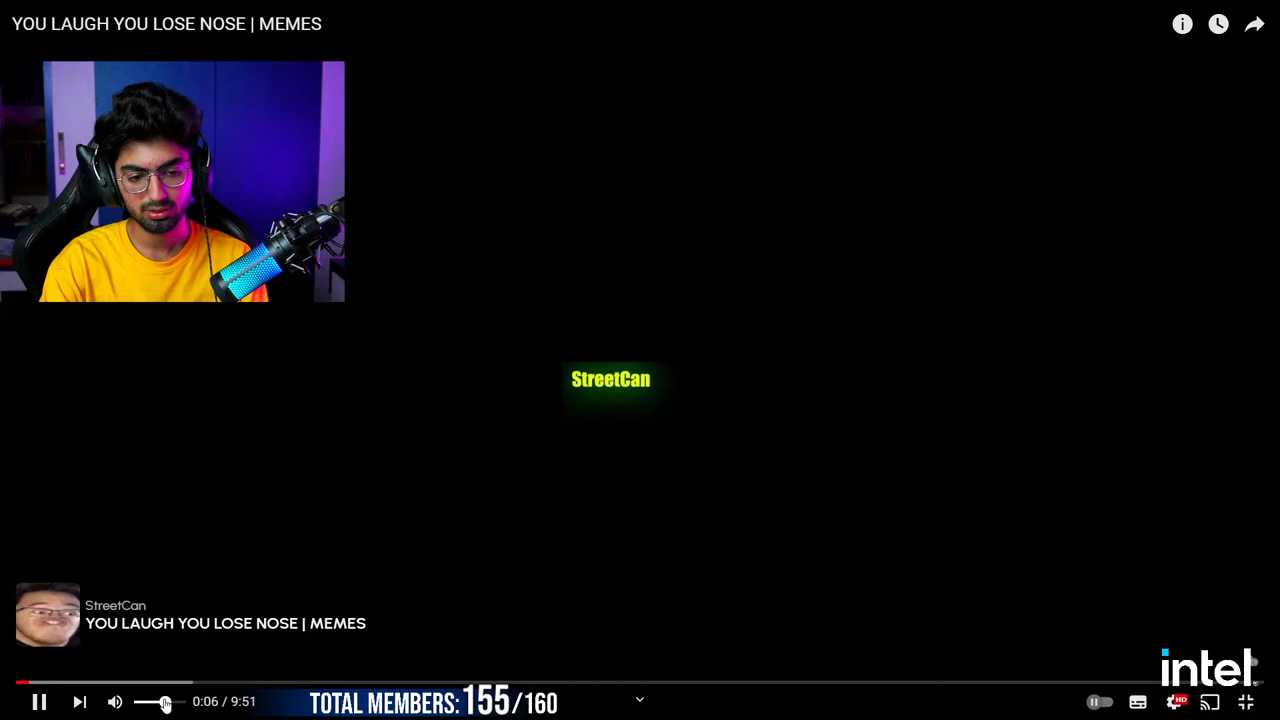 YOU LAUGH YOU LOSE NOSE | MEMES
StreetCan
StreetCan
YOU LAUGH YOU LOSE NOSE | MEMES
intel.
0:06 / 9:51
TOTAL MEMBERS: 155/160
HD